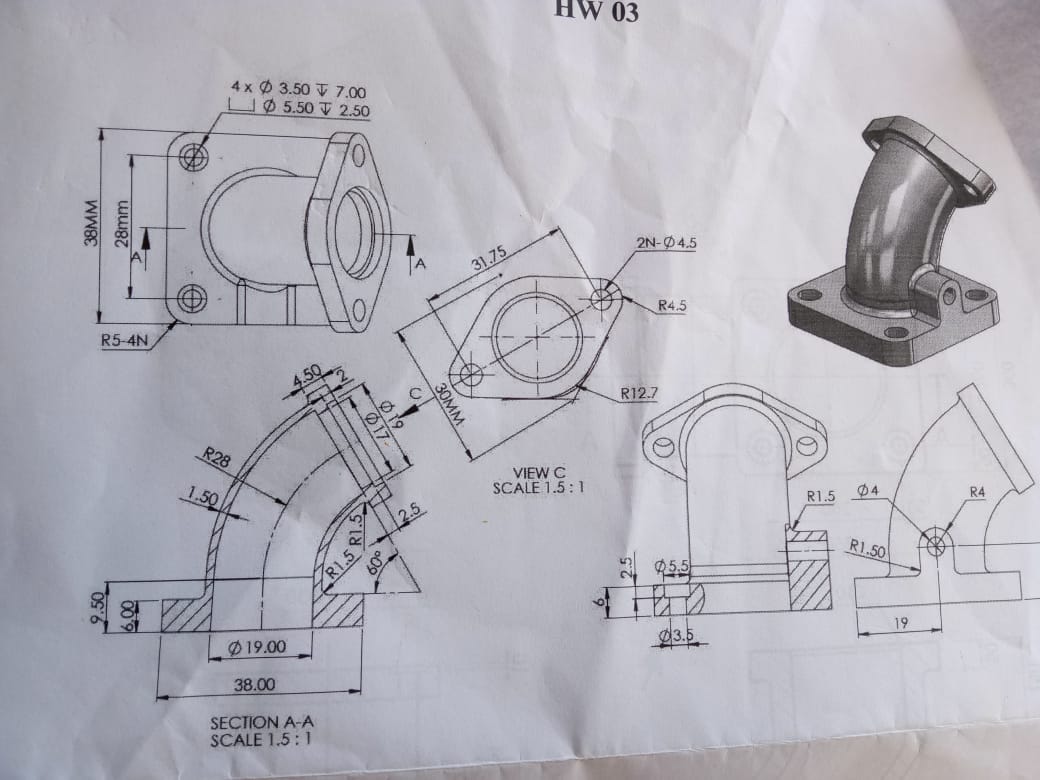 HW 03
4 x Ø 3.50 ↧ 7.00
⌴ Ø 5.50 ↧ 2.50
38MM
28mm
A
A
R5-4N
31.75
2N-Ø4.5
R4.5
R12.7
30MM
C
VIEW C
SCALE 1.5 : 1
4.50
2
Ø19
Ø17
R28
1.50
R1.5
2.5
R1.5
60°
9.50
6.00
Ø19.00
38.00
SECTION A-A
SCALE 1.5 : 1
R1.5
Ø4
R4
R1.50
2.5
Ø5.5
6
Ø3.5
19